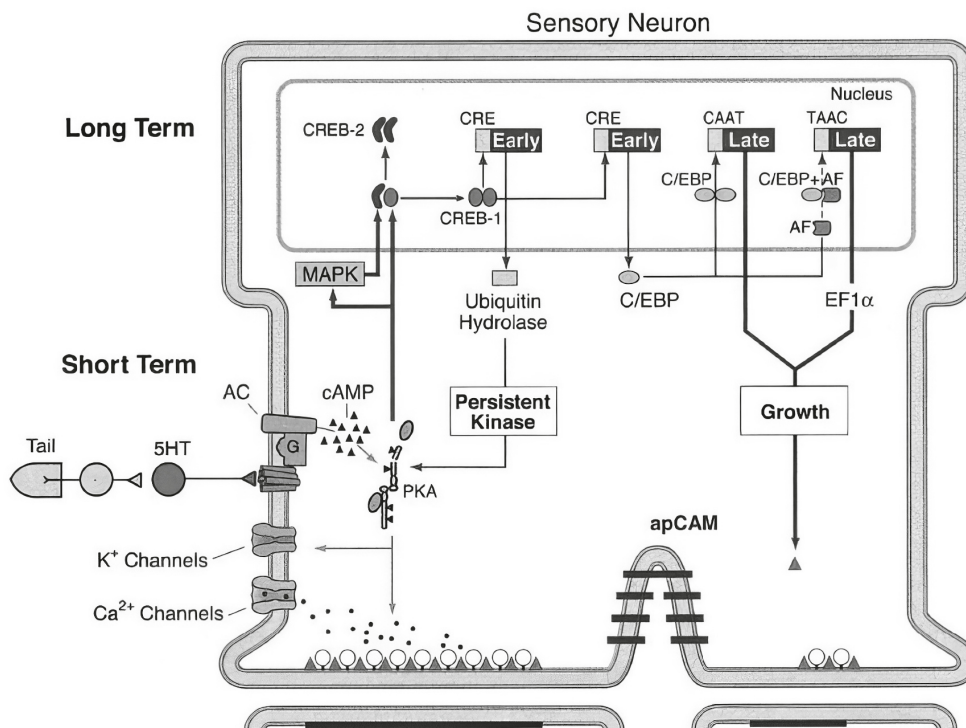 Sensory Neuron
Nucleus
Long Term
CREB-2
CRE
Early
CRE
Early
CAAT
Late
TAAC
Late
C/EBP
C/EBP+AF
CREB-1
AF
MAPK
Ubiquitin
Hydrolase
C/EBP
EF1α
Short Term
AC
cAMP
Persistent
Kinase
Growth
G
Tail
5HT
PKA
apCAM
K⁺ Channels
Ca²⁺ Channels